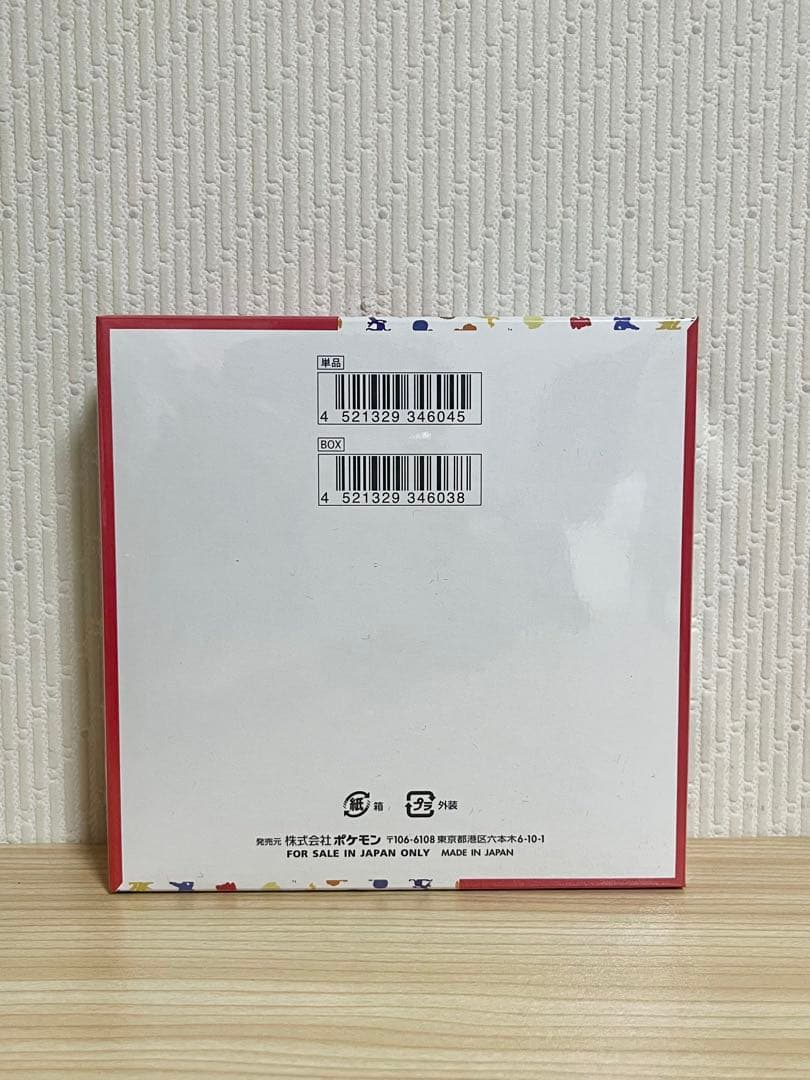 単品
4 521329 346045
BOX
4 521329 346038
紙 箱 プラ 外装
発売元 株式会社 ポケモン 〒106-6108 東京都港区六本木6-10-1
FOR SALE IN JAPAN ONLY MADE IN JAPAN